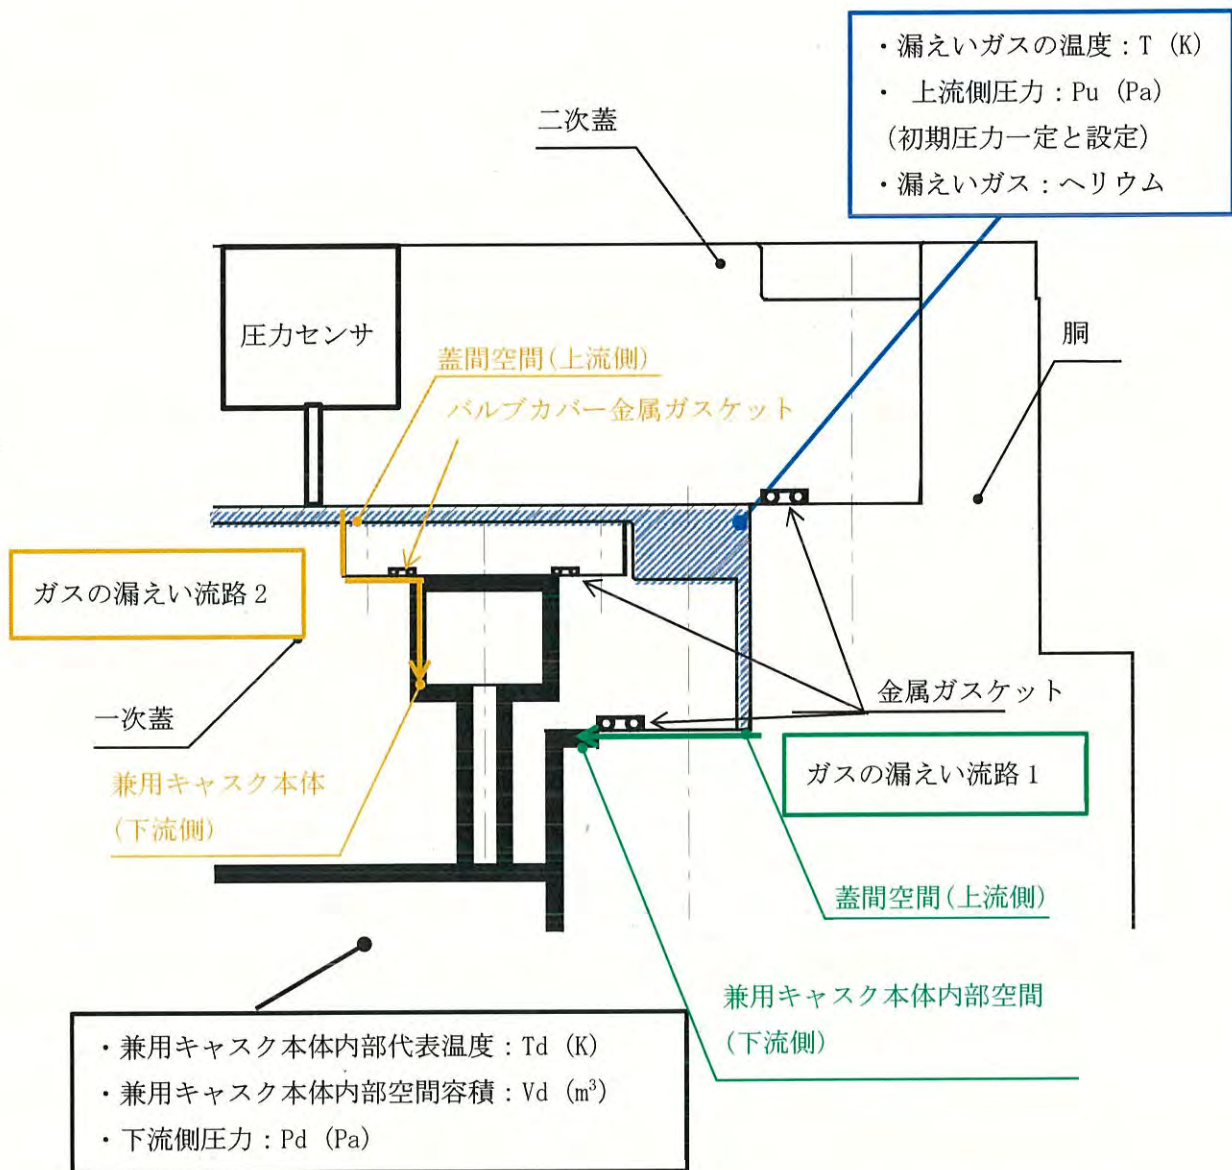 ・漏えいガスの温度：T (K)
・ 上流側圧力：Pu (Pa)
(初期圧力一定と設定)
・漏えいガス：ヘリウム
二次蓋
圧力センサ
胴
蓋間空間(上流側)
バルブカバー金属ガスケット
ガスの漏えい流路 2
金属ガスケット
一次蓋
ガスの漏えい流路 1
兼用キャスク本体
(下流側)
蓋間空間(上流側)
兼用キャスク本体内部空間
(下流側)
・兼用キャスク本体内部代表温度：Td (K)
・兼用キャスク本体内部空間容積：Vd (m³)
・下流側圧力：Pd (Pa)